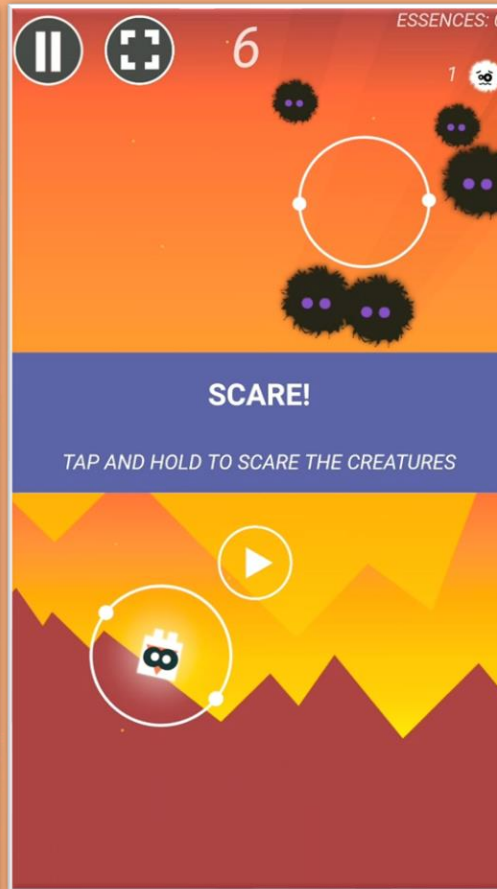 ESSENCES:
6
1
SCARE!
TAP AND HOLD TO SCARE THE CREATURES